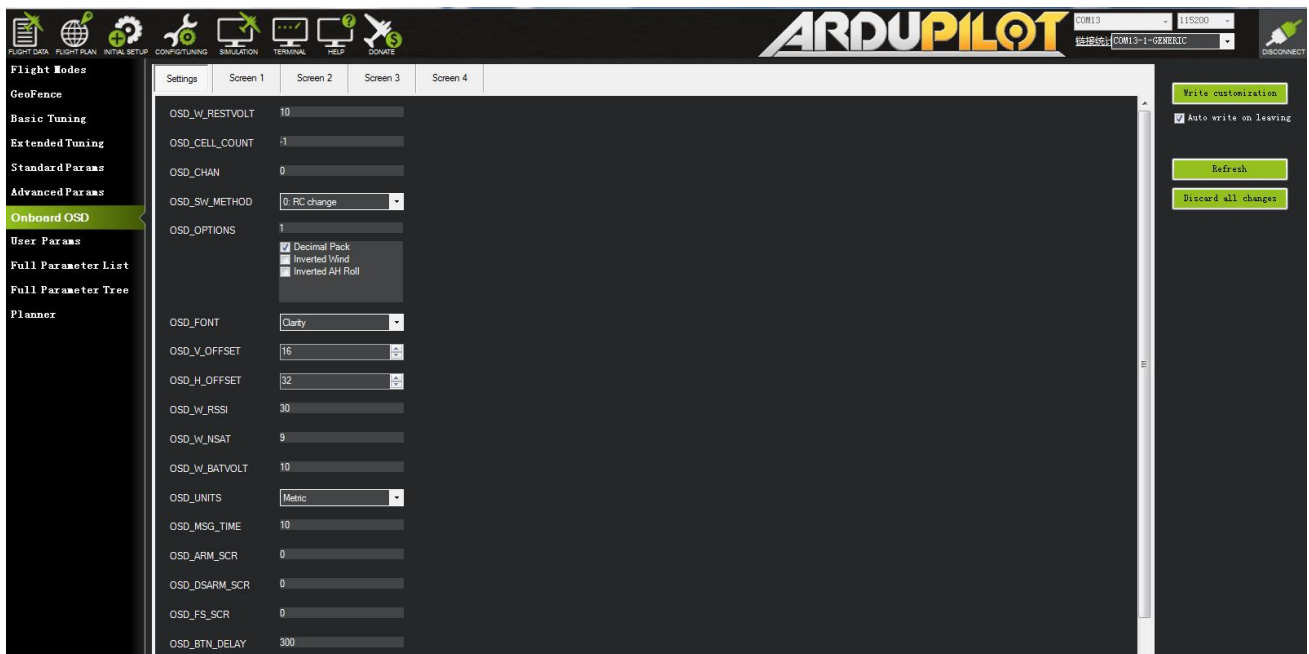 FLIGHT DATA FLIGHT PLAN INITIAL SETUP CONFIG/TUNING SIMULATION TERMINAL HELP DONATE
ARDUPILOT
COM13 115200
链接统计 COM13-1-GENERIC
DISCONNECT
Flight Modes
GeoFence
Basic Tuning
Extended Tuning
Standard Params
Advanced Params
Onboard OSD
User Params
Full Parameter List
Full Parameter Tree
Planner
Settings Screen 1 Screen 2 Screen 3 Screen 4
OSD_W_RESTVOLT 10
OSD_CELL_COUNT -1
OSD_CHAN 0
OSD_SW_METHOD 0: RC change
OSD_OPTIONS 1
Decimal Pack
Inverted Wind
Inverted AH Roll
OSD_FONT Clarity
OSD_V_OFFSET 16
OSD_H_OFFSET 32
OSD_W_RSSI 30
OSD_W_NSAT 9
OSD_W_BATVOLT 10
OSD_UNITS Metric
OSD_MSG_TIME 10
OSD_ARM_SCR 0
OSD_DSARM_SCR 0
OSD_FS_SCR 0
OSD_BTN_DELAY 300
Write customization
Auto write on leaving
Refresh
Discard all changes